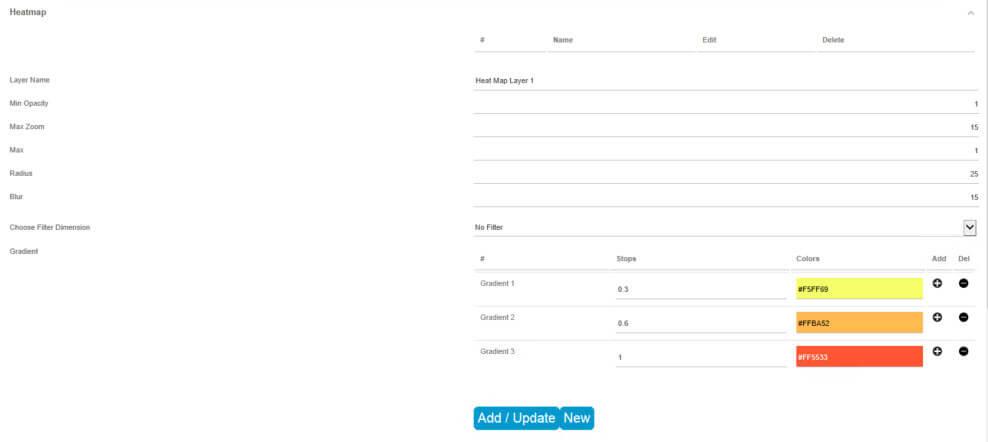 Heatmap
# Name Edit Delete
Layer Name Heat Map Layer 1
Min Opacity 1
Max Zoom 15
Max 1
Radius 25
Blur 15
Choose Filter Dimension No Filter
Gradient
# Stops Colors Add Del
Gradient 1 0.3 #F5FF69
Gradient 2 0.6 #FFBA52
Gradient 3 1 #FF5533
Add / Update New